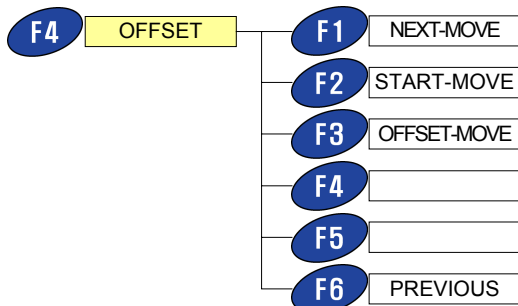 F4 OFFSET
F1 NEXT-MOVE
F2 START-MOVE
F3 OFFSET-MOVE
F4
F5
F6 PREVIOUS